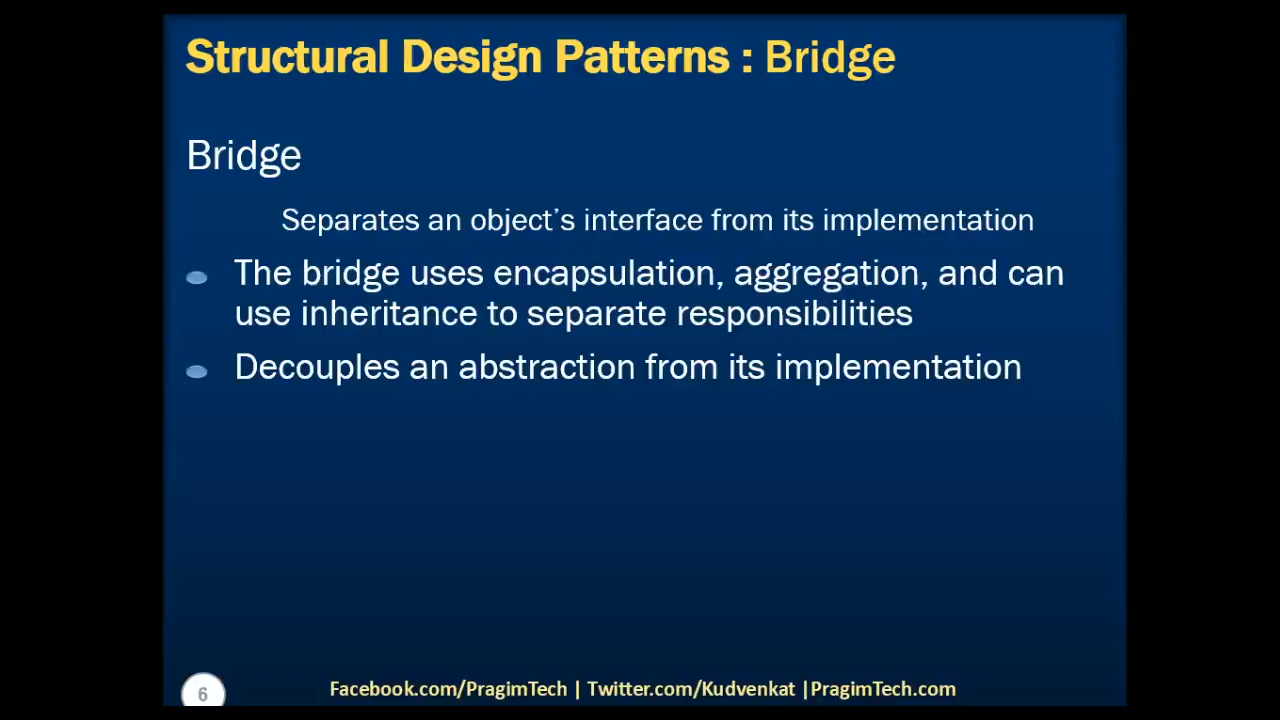 Structural Design Patterns : Bridge
Bridge
Separates an object’s interface from its implementation
The bridge uses encapsulation, aggregation, and can
use inheritance to separate responsibilities
Decouples an abstraction from its implementation
6
Facebook.com/PragimTech | Twitter.com/Kudvenkat |PragimTech.com